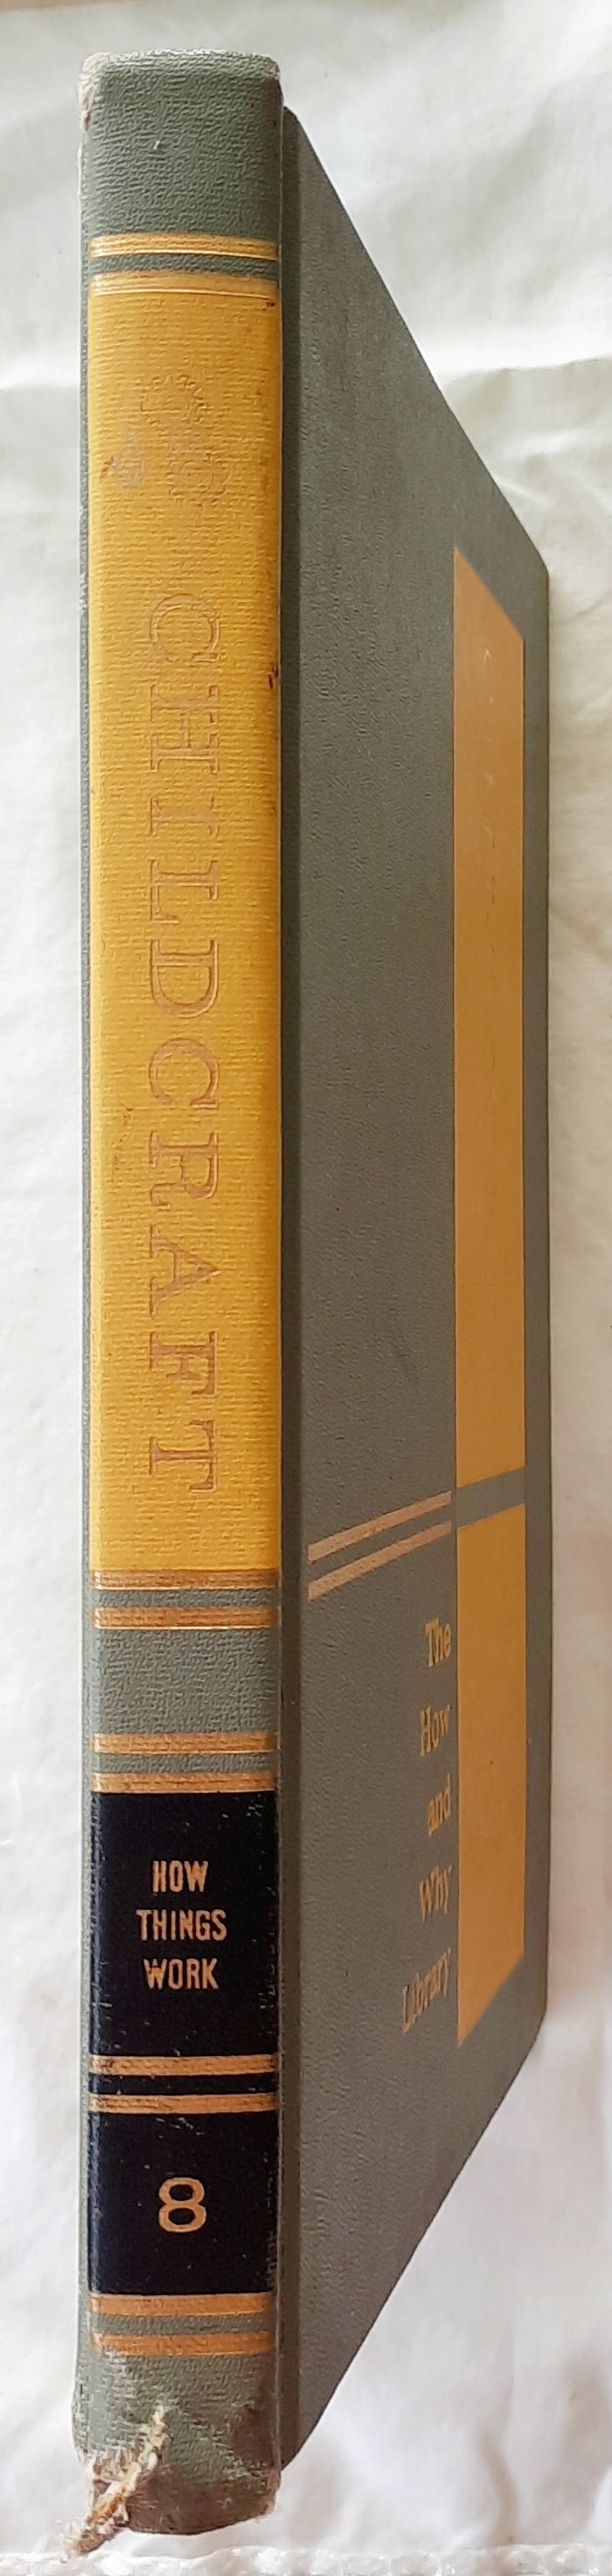 CHILDCRAFT
HOW
THINGS
WORK
8
The
How
and
Why
Library